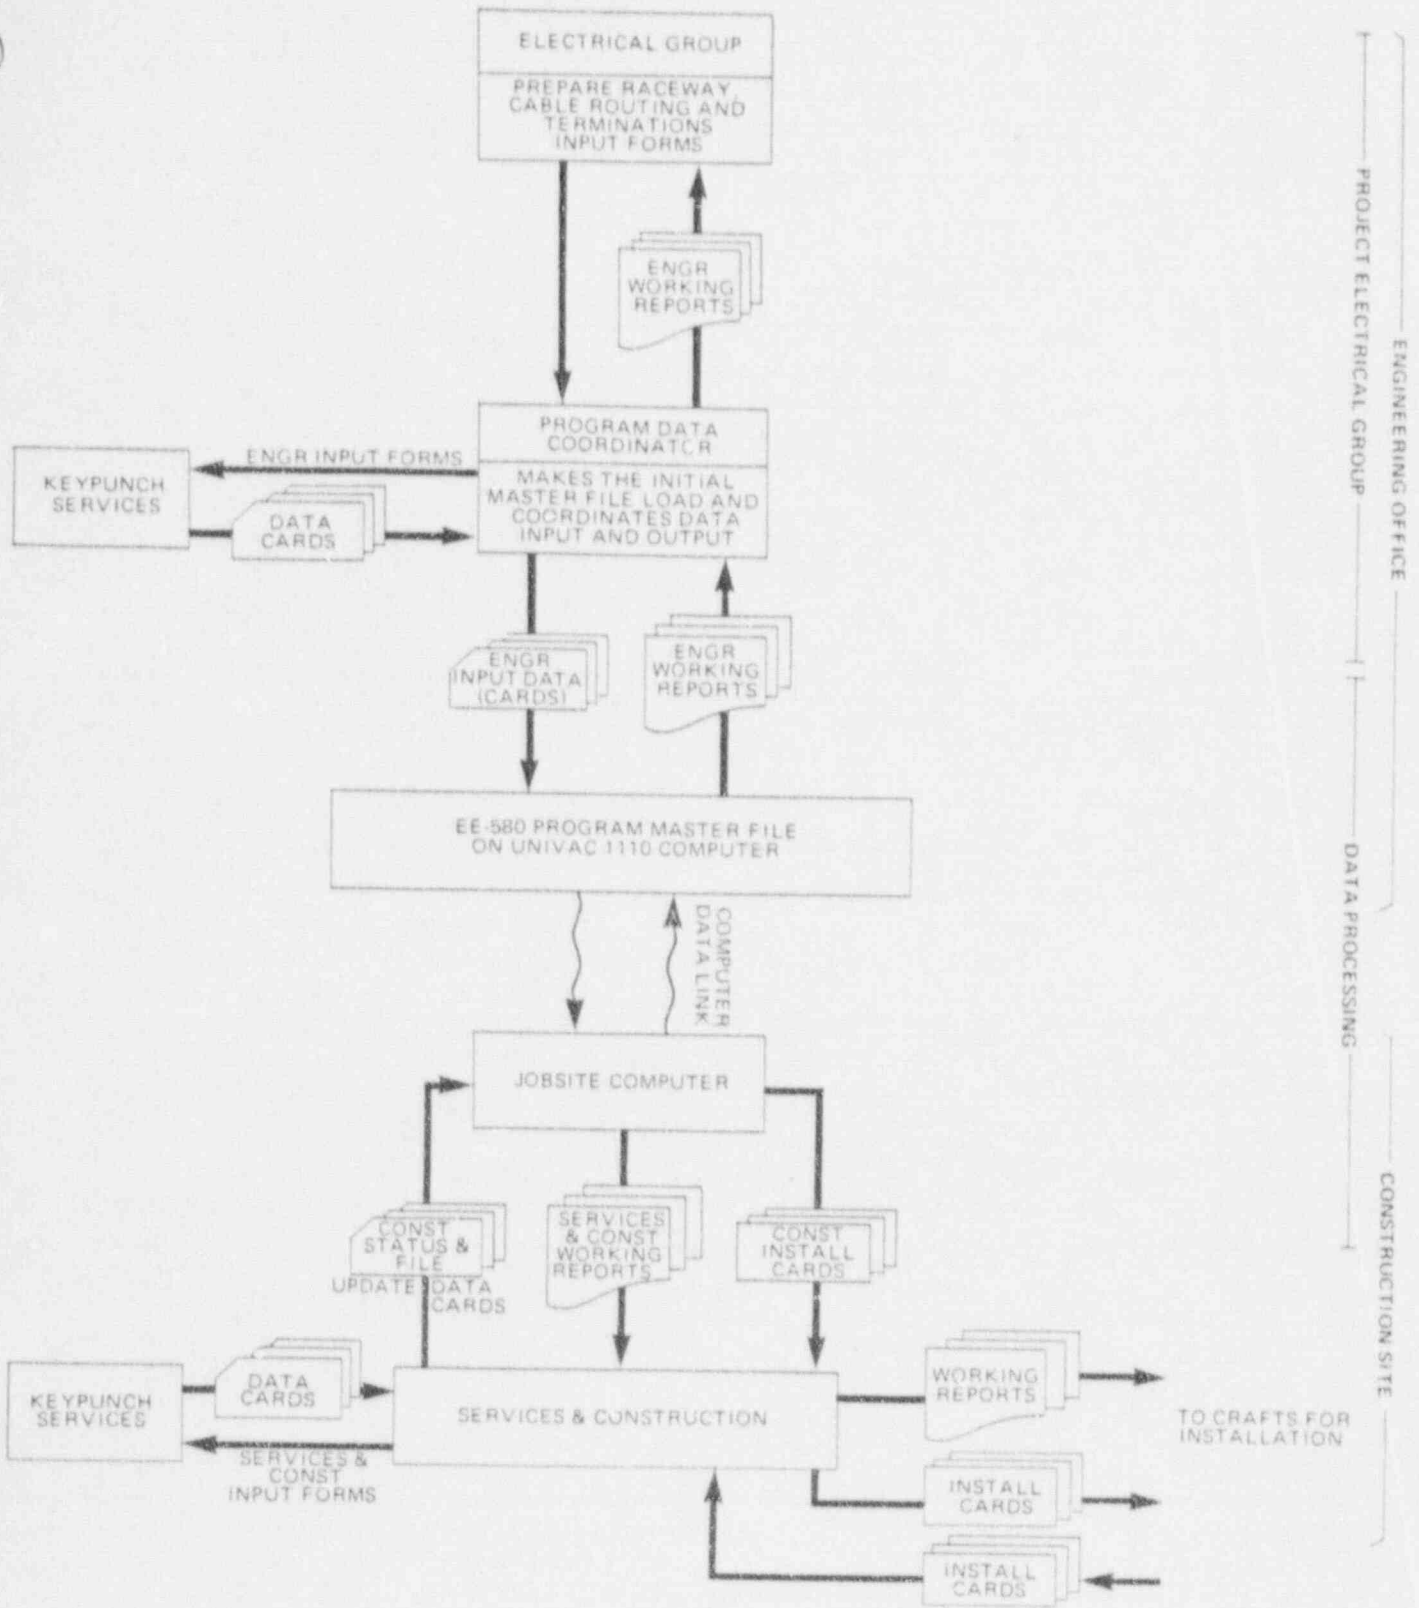 ELECTRICAL GROUP
PREPARE RACEWAY,
CABLE ROUTING AND
TERMINATIONS
INPUT FORMS
ENGR
WORKING
REPORTS
PROGRAM DATA
COORDINATOR
MAKES THE INITIAL
MASTER FILE LOAD AND
COORDINATES DATA
INPUT AND OUTPUT
ENGR INPUT FORMS
KEYPUNCH
SERVICES
DATA
CARDS
ENGR
INPUT DATA
(CARDS)
ENGR
WORKING
REPORTS
EE-580 PROGRAM MASTER FILE
ON UNIVAC 1110 COMPUTER
COMPUTER
DATA LINK
JOBSITE COMPUTER
CONST
STATUS &
FILE
UPDATE DATA
CARDS
SERVICES
& CONST
WORKING
REPORTS
CONST
INSTALL
CARDS
KEYPUNCH
SERVICES
DATA
CARDS
SERVICES &
CONST
INPUT FORMS
SERVICES & CONSTRUCTION
WORKING
REPORTS
TO CRAFTS FOR
INSTALLATION
INSTALL
CARDS
INSTALL
CARDS
PROJECT ELECTRICAL GROUP
ENGINEERING OFFICE
DATA PROCESSING
CONSTRUCTION SITE